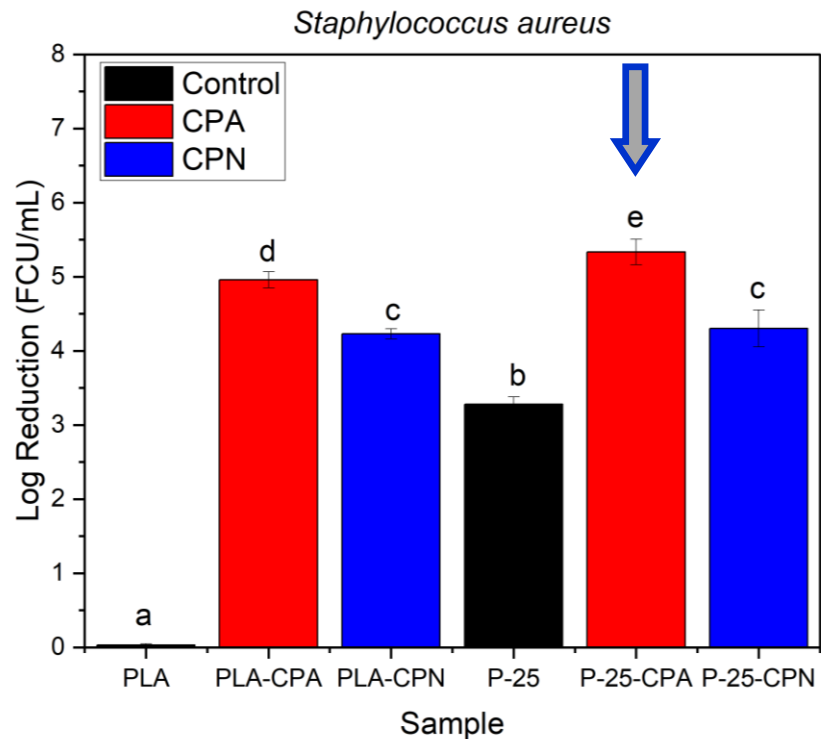 Staphylococcus aureus
Log Reduction (FCU/mL)
8
7
6
5
4
3
2
1
0
Control
CPA
CPN
a
d
c
b
e
c
PLA
PLA-CPA
PLA-CPN
P-25
P-25-CPA
P-25-CPN
Sample